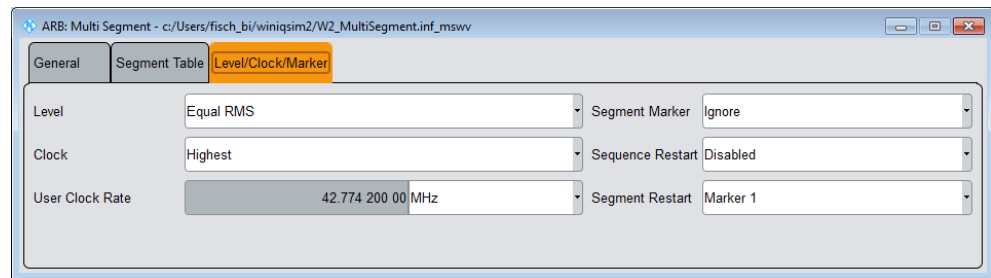 ARB: Multi Segment - c:/Users/fisch_bi/winiqsim2/W2_MultiSegment.inf_mswv
General Segment Table Level/Clock/Marker
Level Equal RMS Segment Marker Ignore
Clock Highest Sequence Restart Disabled
User Clock Rate 42.774 200 00 MHz Segment Restart Marker 1